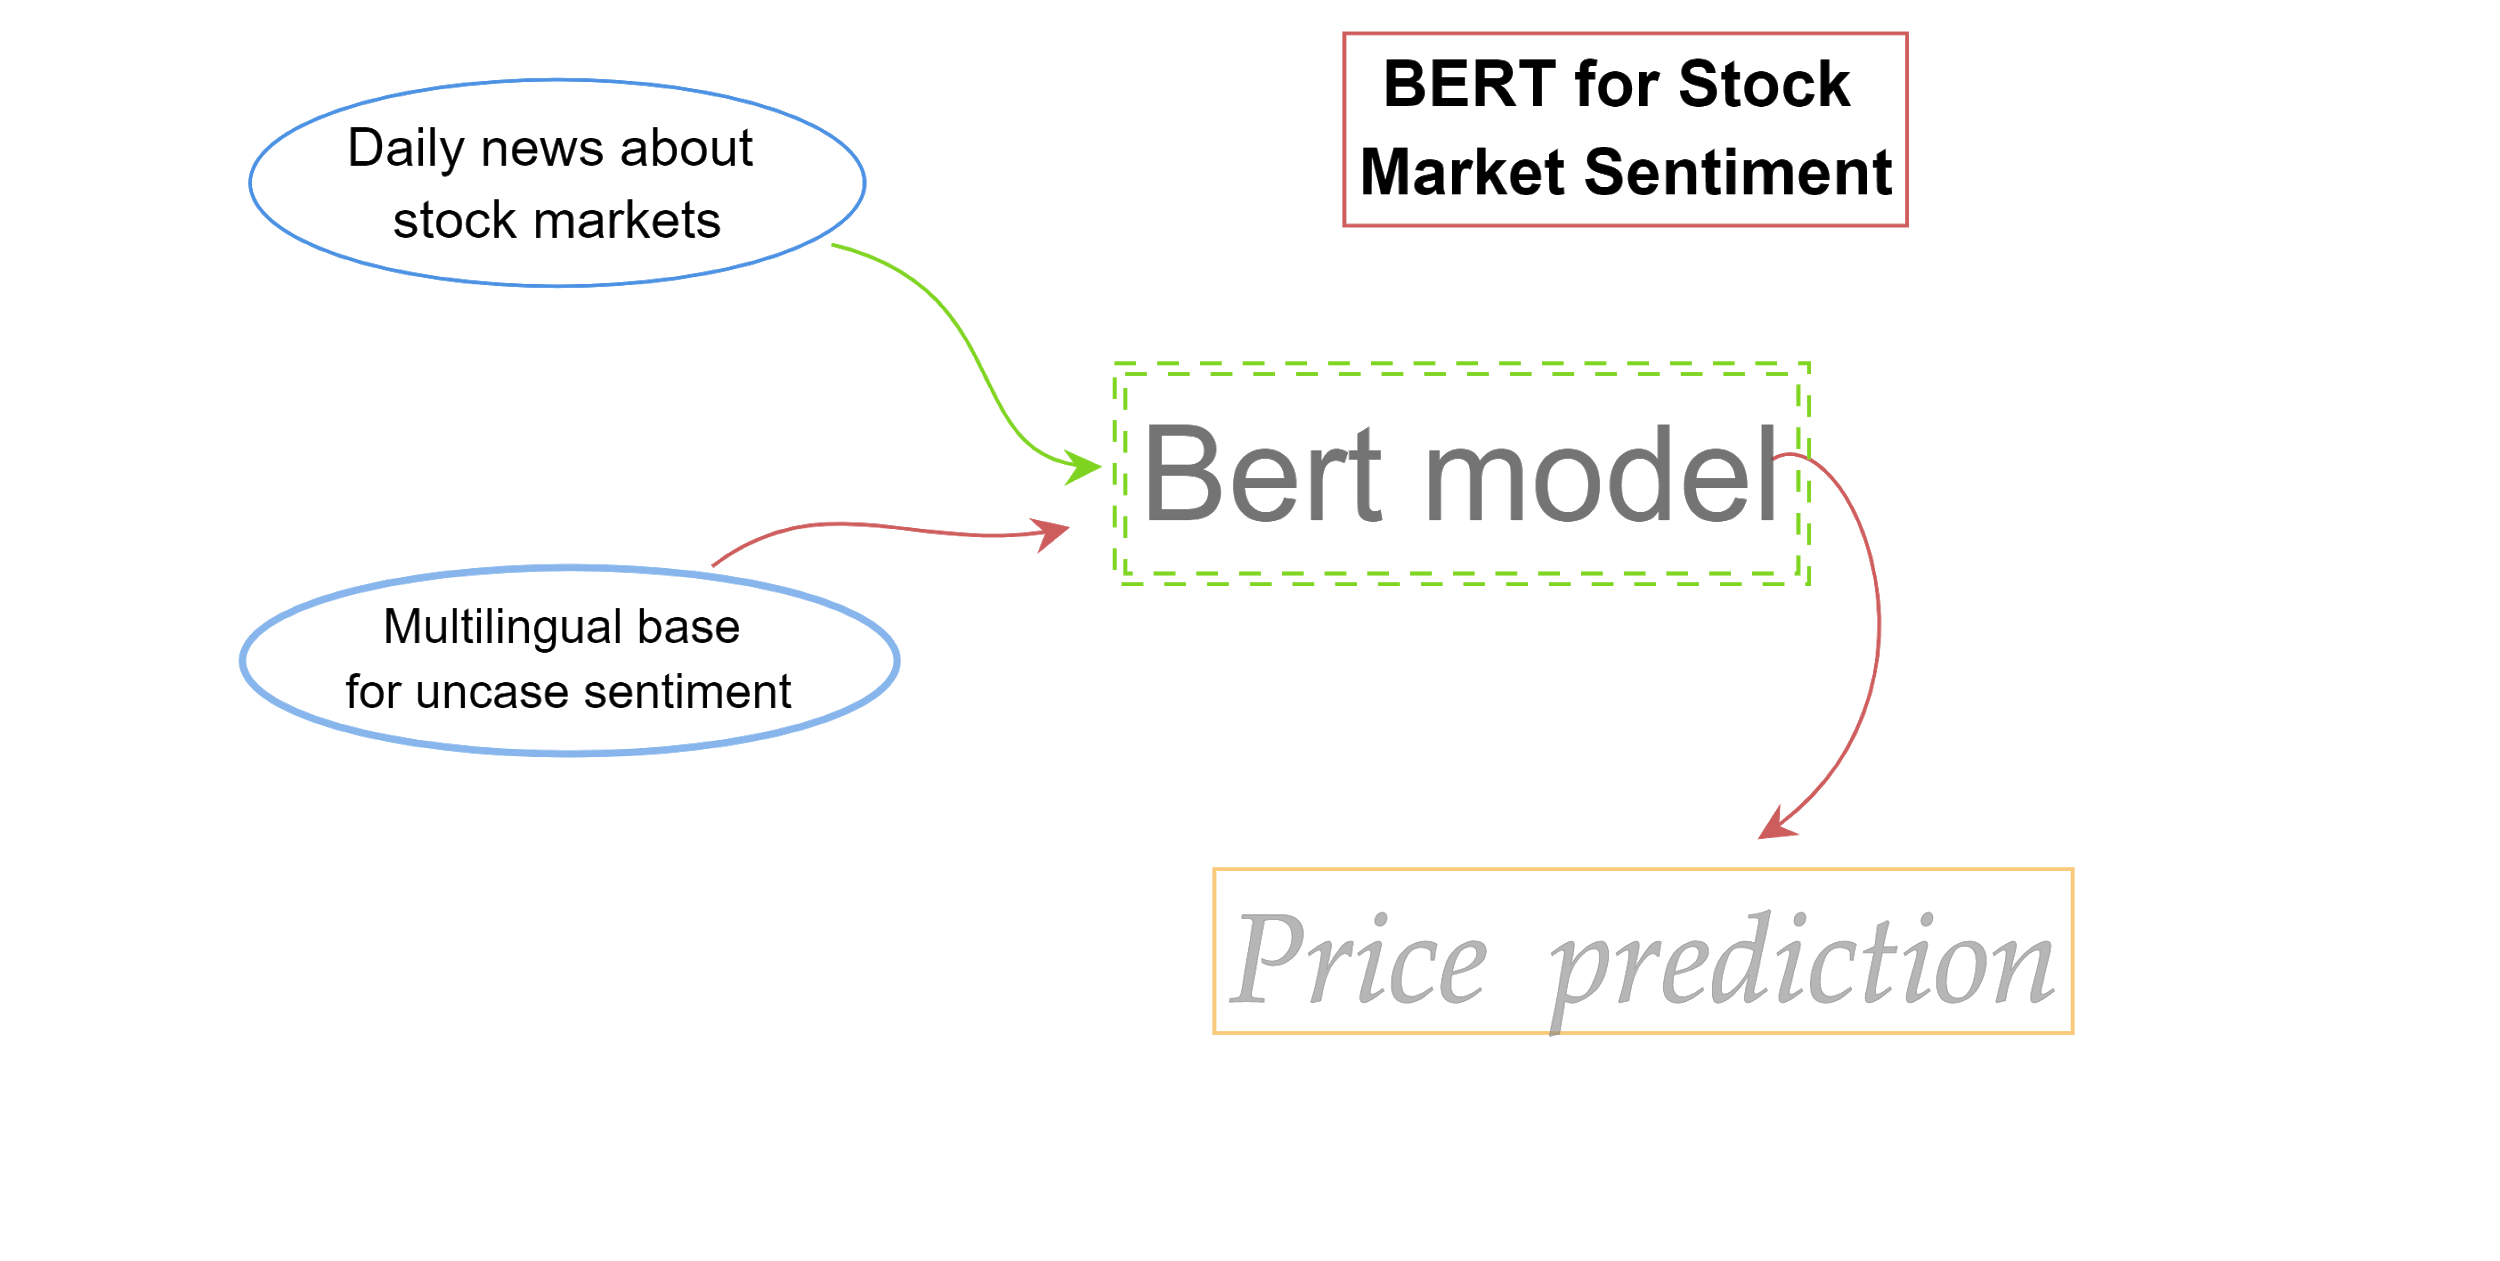 BERT for Stock
Market Sentiment
Daily news about
stock markets
Bert model
Multilingual base
for uncase sentiment
Price prediction